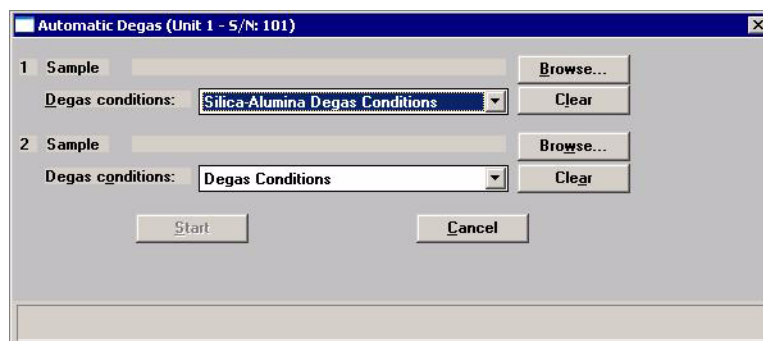 Automatic Degas (Unit 1 - S/N: 101)
1 Sample Browse...
Degas conditions: Silica-Alumina Degas Conditions Clear
2 Sample Browse...
Degas conditions: Degas Conditions Clear
Start Cancel